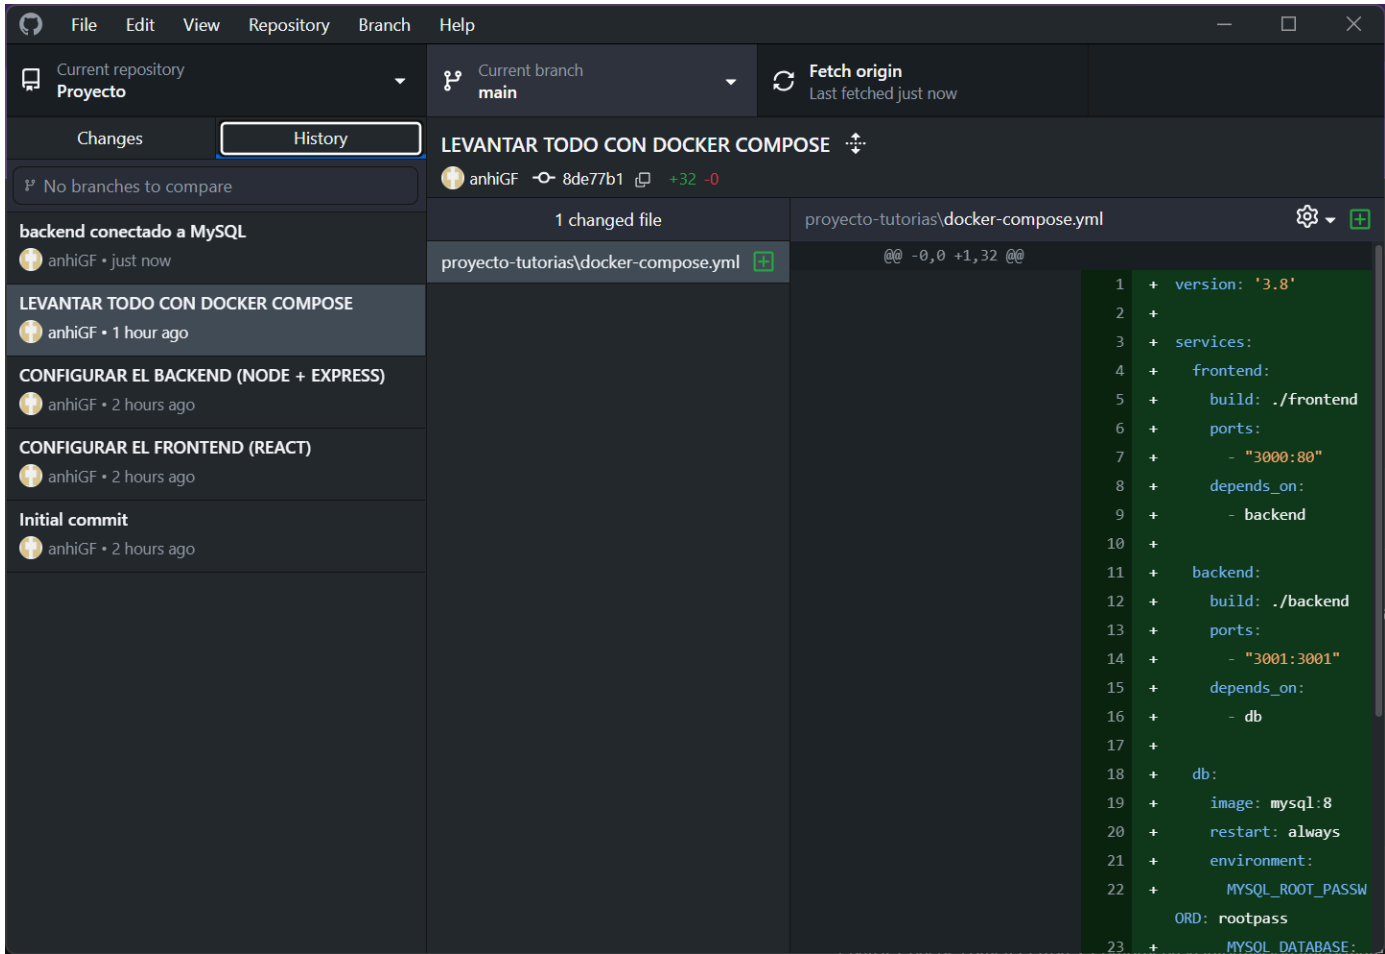 File Edit View Repository Branch Help
Current repository
Proyecto
Current branch
main
Fetch origin
Last fetched just now
Changes
History
No branches to compare
backend conectado a MySQL
anhiGF • just now
LEVANTAR TODO CON DOCKER COMPOSE
anhiGF • 1 hour ago
CONFIGURAR EL BACKEND (NODE + EXPRESS)
anhiGF • 2 hours ago
CONFIGURAR EL FRONTEND (REACT)
anhiGF • 2 hours ago
Initial commit
anhiGF • 2 hours ago
LEVANTAR TODO CON DOCKER COMPOSE
anhiGF 8de77b1 +32 -0
1 changed file
proyecto-tutorias\docker-compose.yml
proyecto-tutorias\docker-compose.yml
@@ -0,0 +1,32 @@
1 + version: '3.8'
2 +
3 + services:
4 + frontend:
5 + build: ./frontend
6 + ports:
7 + - "3000:80"
8 + depends_on:
9 + - backend
10 +
11 + backend:
12 + build: ./backend
13 + ports:
14 + - "3001:3001"
15 + depends_on:
16 + - db
17 +
18 + db:
19 + image: mysql:8
20 + restart: always
21 + environment:
22 + MYSQL_ROOT_PASSW
ORD: rootpass
23 + MYSQL_DATABASE: